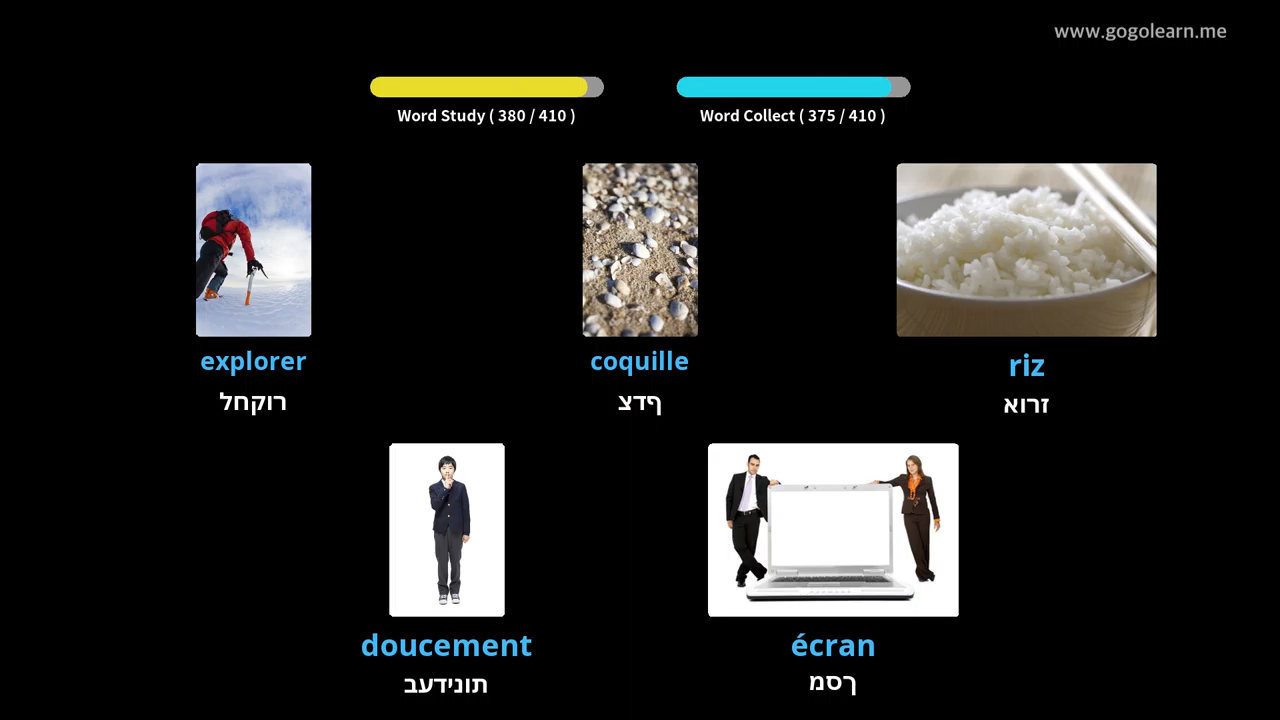 www.gogolearn.me
Word Study ( 380 / 410 )
Word Collect ( 375 / 410 )
explorer
רוקחל
coquille
ףדצ
riz
זרוא
doucement
תונידעב
écran
ךסמ